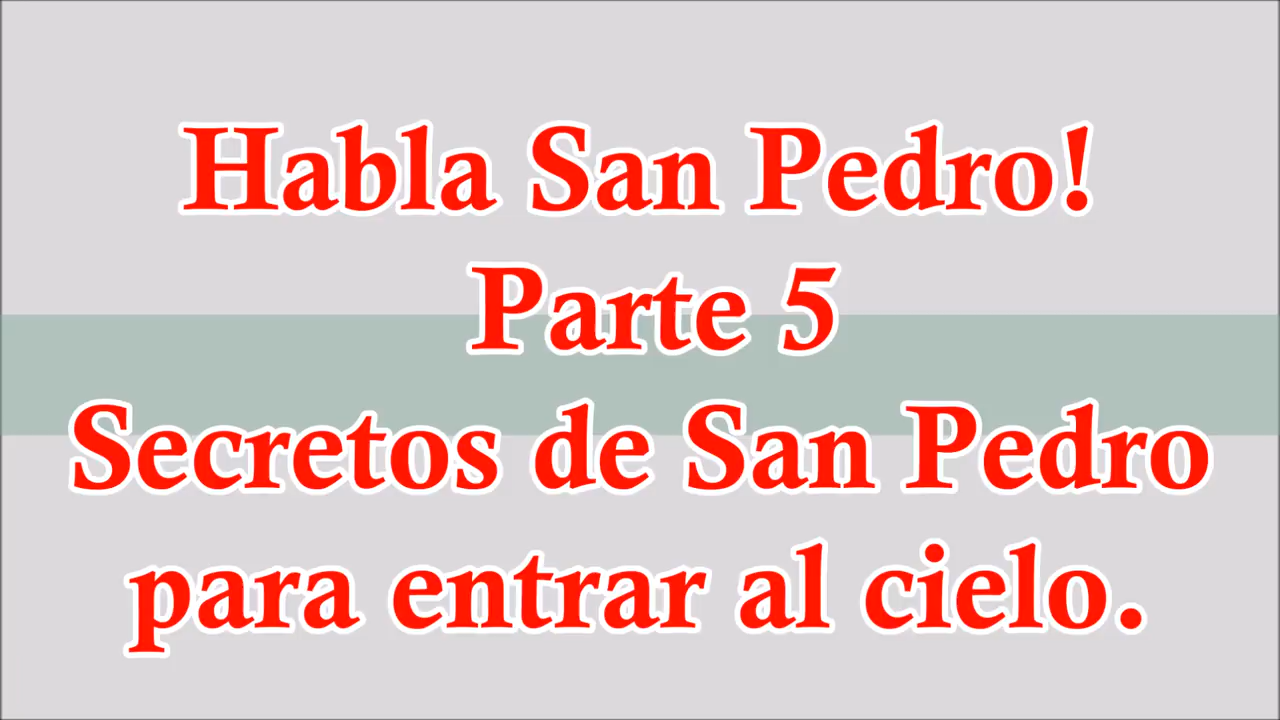 Habla San Pedro!
Parte 5
Secretos de San Pedro
para entrar al cielo.